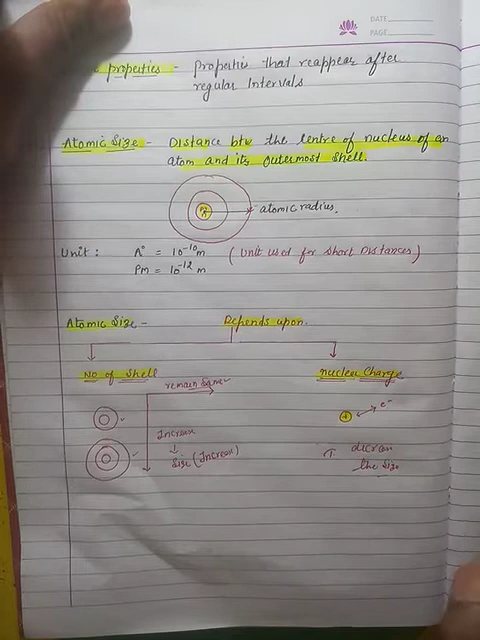 DATE
PAGE
properties - Properties that reappear after
regular Intervals
Atomic Size - Distance btw the centre of nucleus of an
atom and its outermost shell.
atomic radius.
Unit : A° = 10⁻¹⁰m (Unit used for Short Distances)
Pm = 10⁻¹² m
Atomic Size - Depends upon.
No of Shell
nuclear Charge
remain Same
+ e⁻
Increase
↓
Size (Increase)
↑
the Size